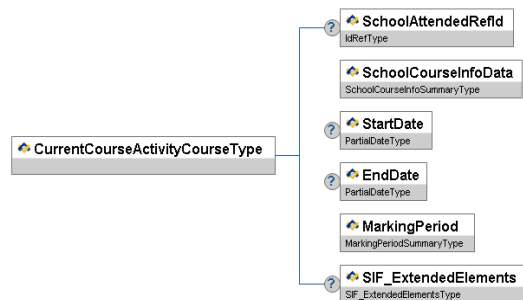 SchoolAttendedRefId
IdRefType
SchoolCourseInfoData
SchoolCourseInfoSummaryType
StartDate
PartialDateType
CurrentCourseActivityCourseType
EndDate
PartialDateType
MarkingPeriod
MarkingPeriodSummaryType
SIF_ExtendedElements
SIF_ExtendedElementsType